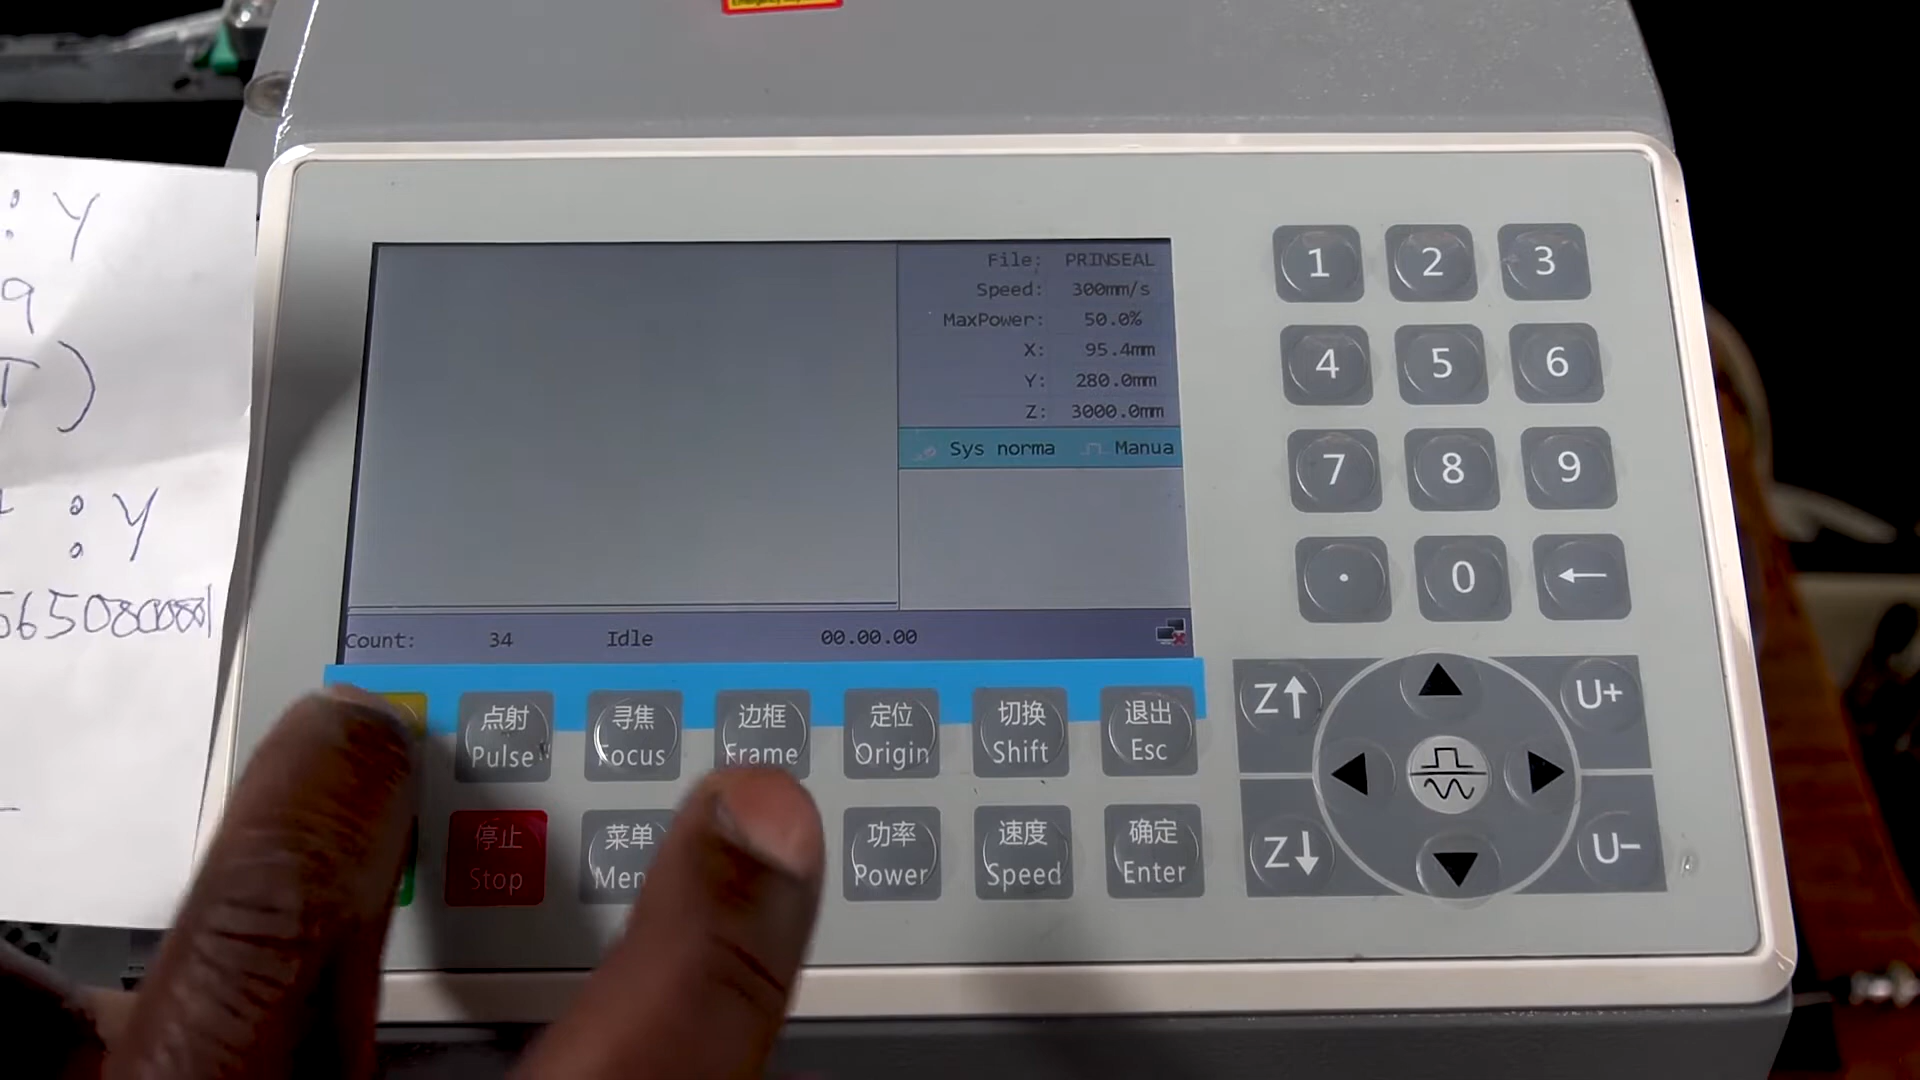 : Y
9
T )
: Y
5650800801
File: PRINSEAL
Speed: 300mm/s
MaxPower: 50.0%
X: 95.4mm
Y: 280.0mm
Z: 3000.0mm
Sys norma Manua
Count: 34 Idle 00.00.00
点射 寻焦 边框 定位 切换 退出
Pulse Focus Frame Origin Shift Esc
停止 菜单 功率 速度 确定
Stop Men Power Speed Enter
1 2 3
4 5 6
7 8 9
. 0 ←
Z↑ U+
Z↓ U-